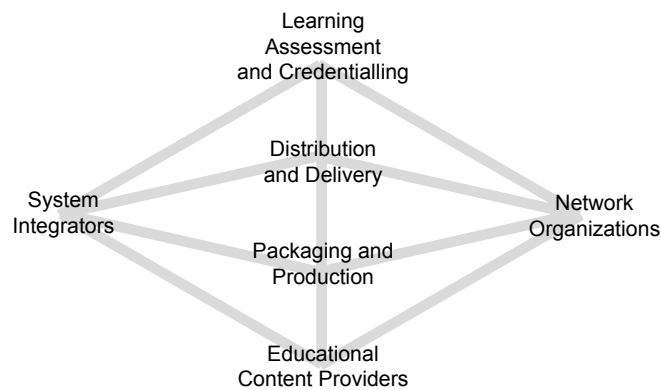 Learning
Assessment
and Credentialling
Distribution
and Delivery
System
Integrators
Network
Organizations
Packaging and
Production
Educational
Content Providers